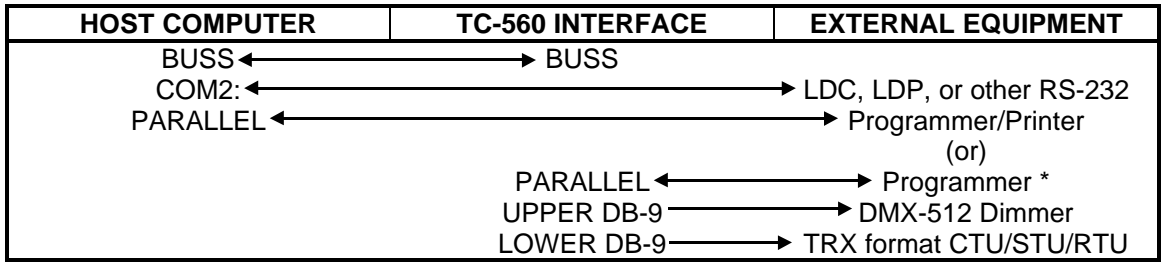 HOST COMPUTER TC-560 INTERFACE EXTERNAL EQUIPMENT
BUSS BUSS
COM2: LDC, LDP, or other RS-232
PARALLEL Programmer/Printer
(or)
PARALLEL Programmer *
UPPER DB-9 DMX-512 Dimmer
LOWER DB-9 TRX format CTU/STU/RTU